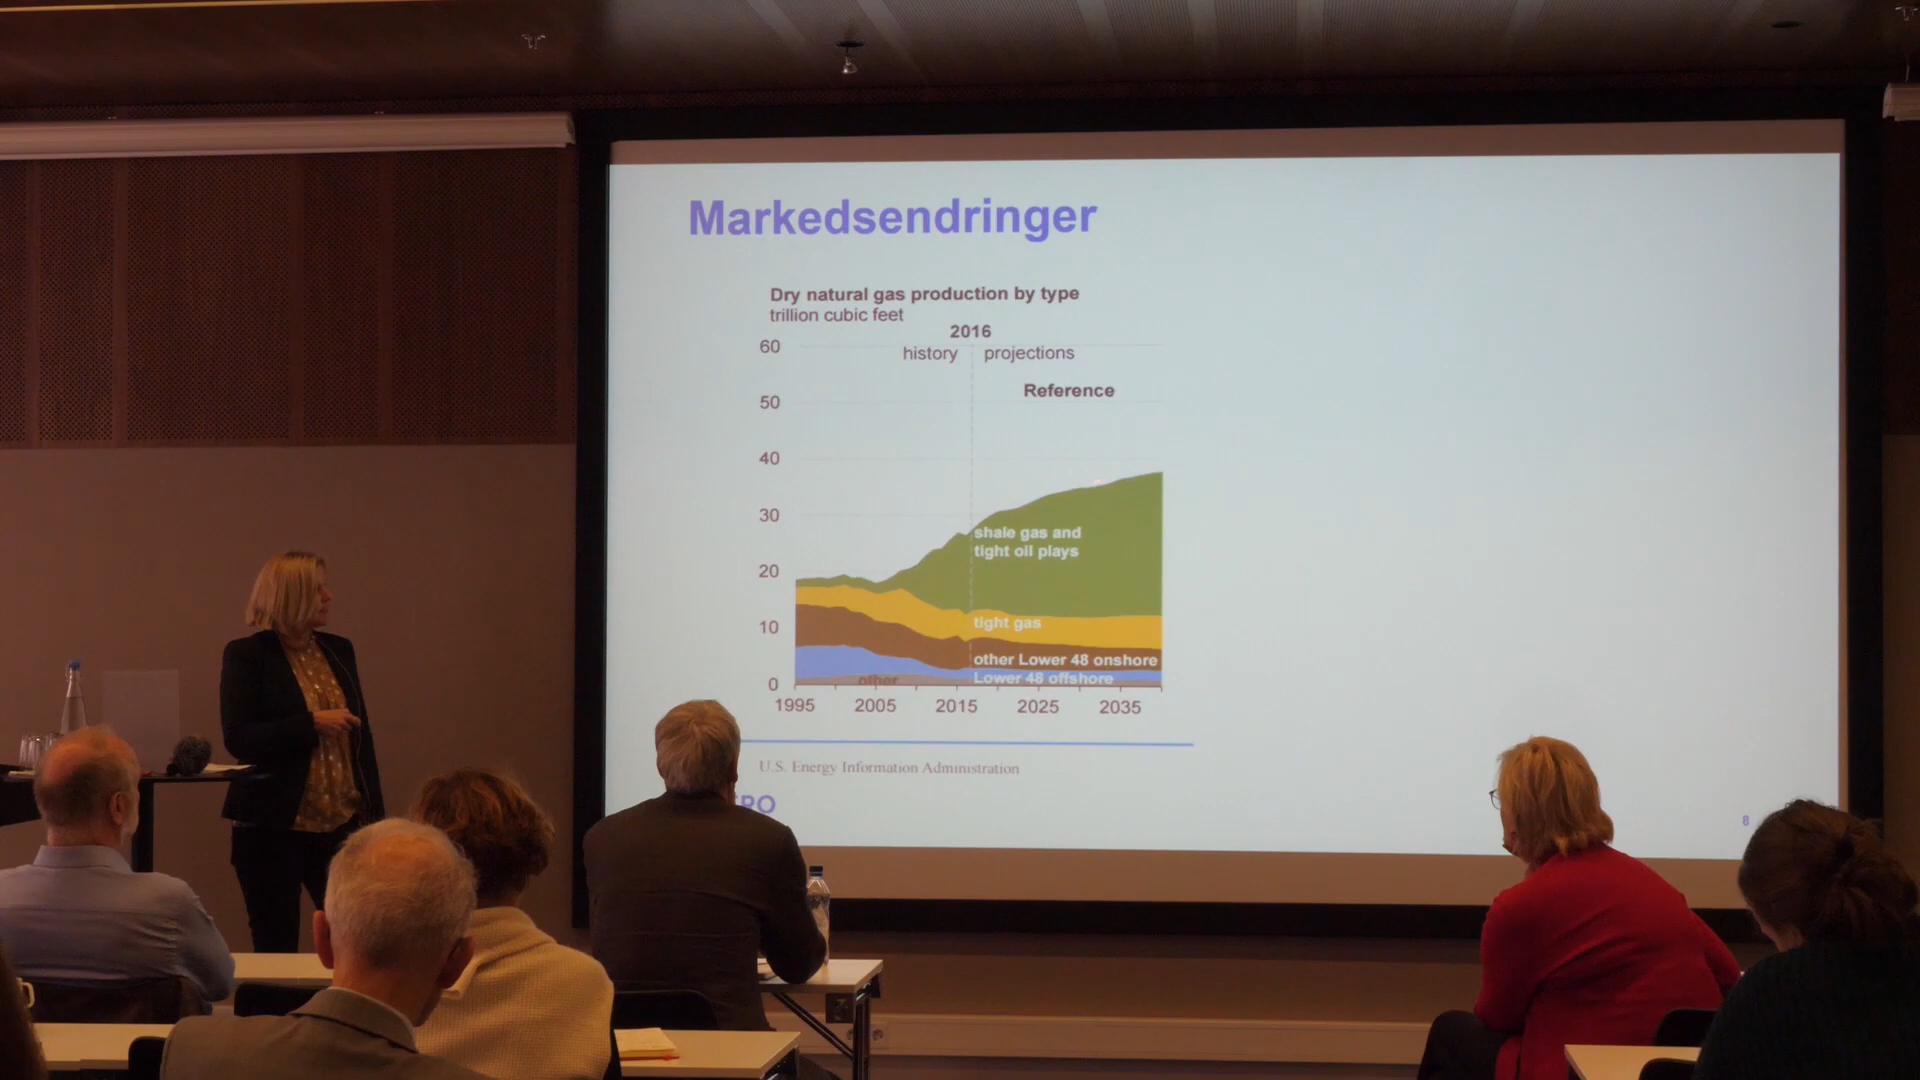 Markedsendringer
Dry natural gas production by type
trillion cubic feet
2016
history projections
Reference
60
50
40
30
20
10
0
shale gas and
tight oil plays
tight gas
other Lower 48 onshore
Lower 48 offshore
other
1995 2005 2015 2025 2035
U.S. Energy Information Administration
8